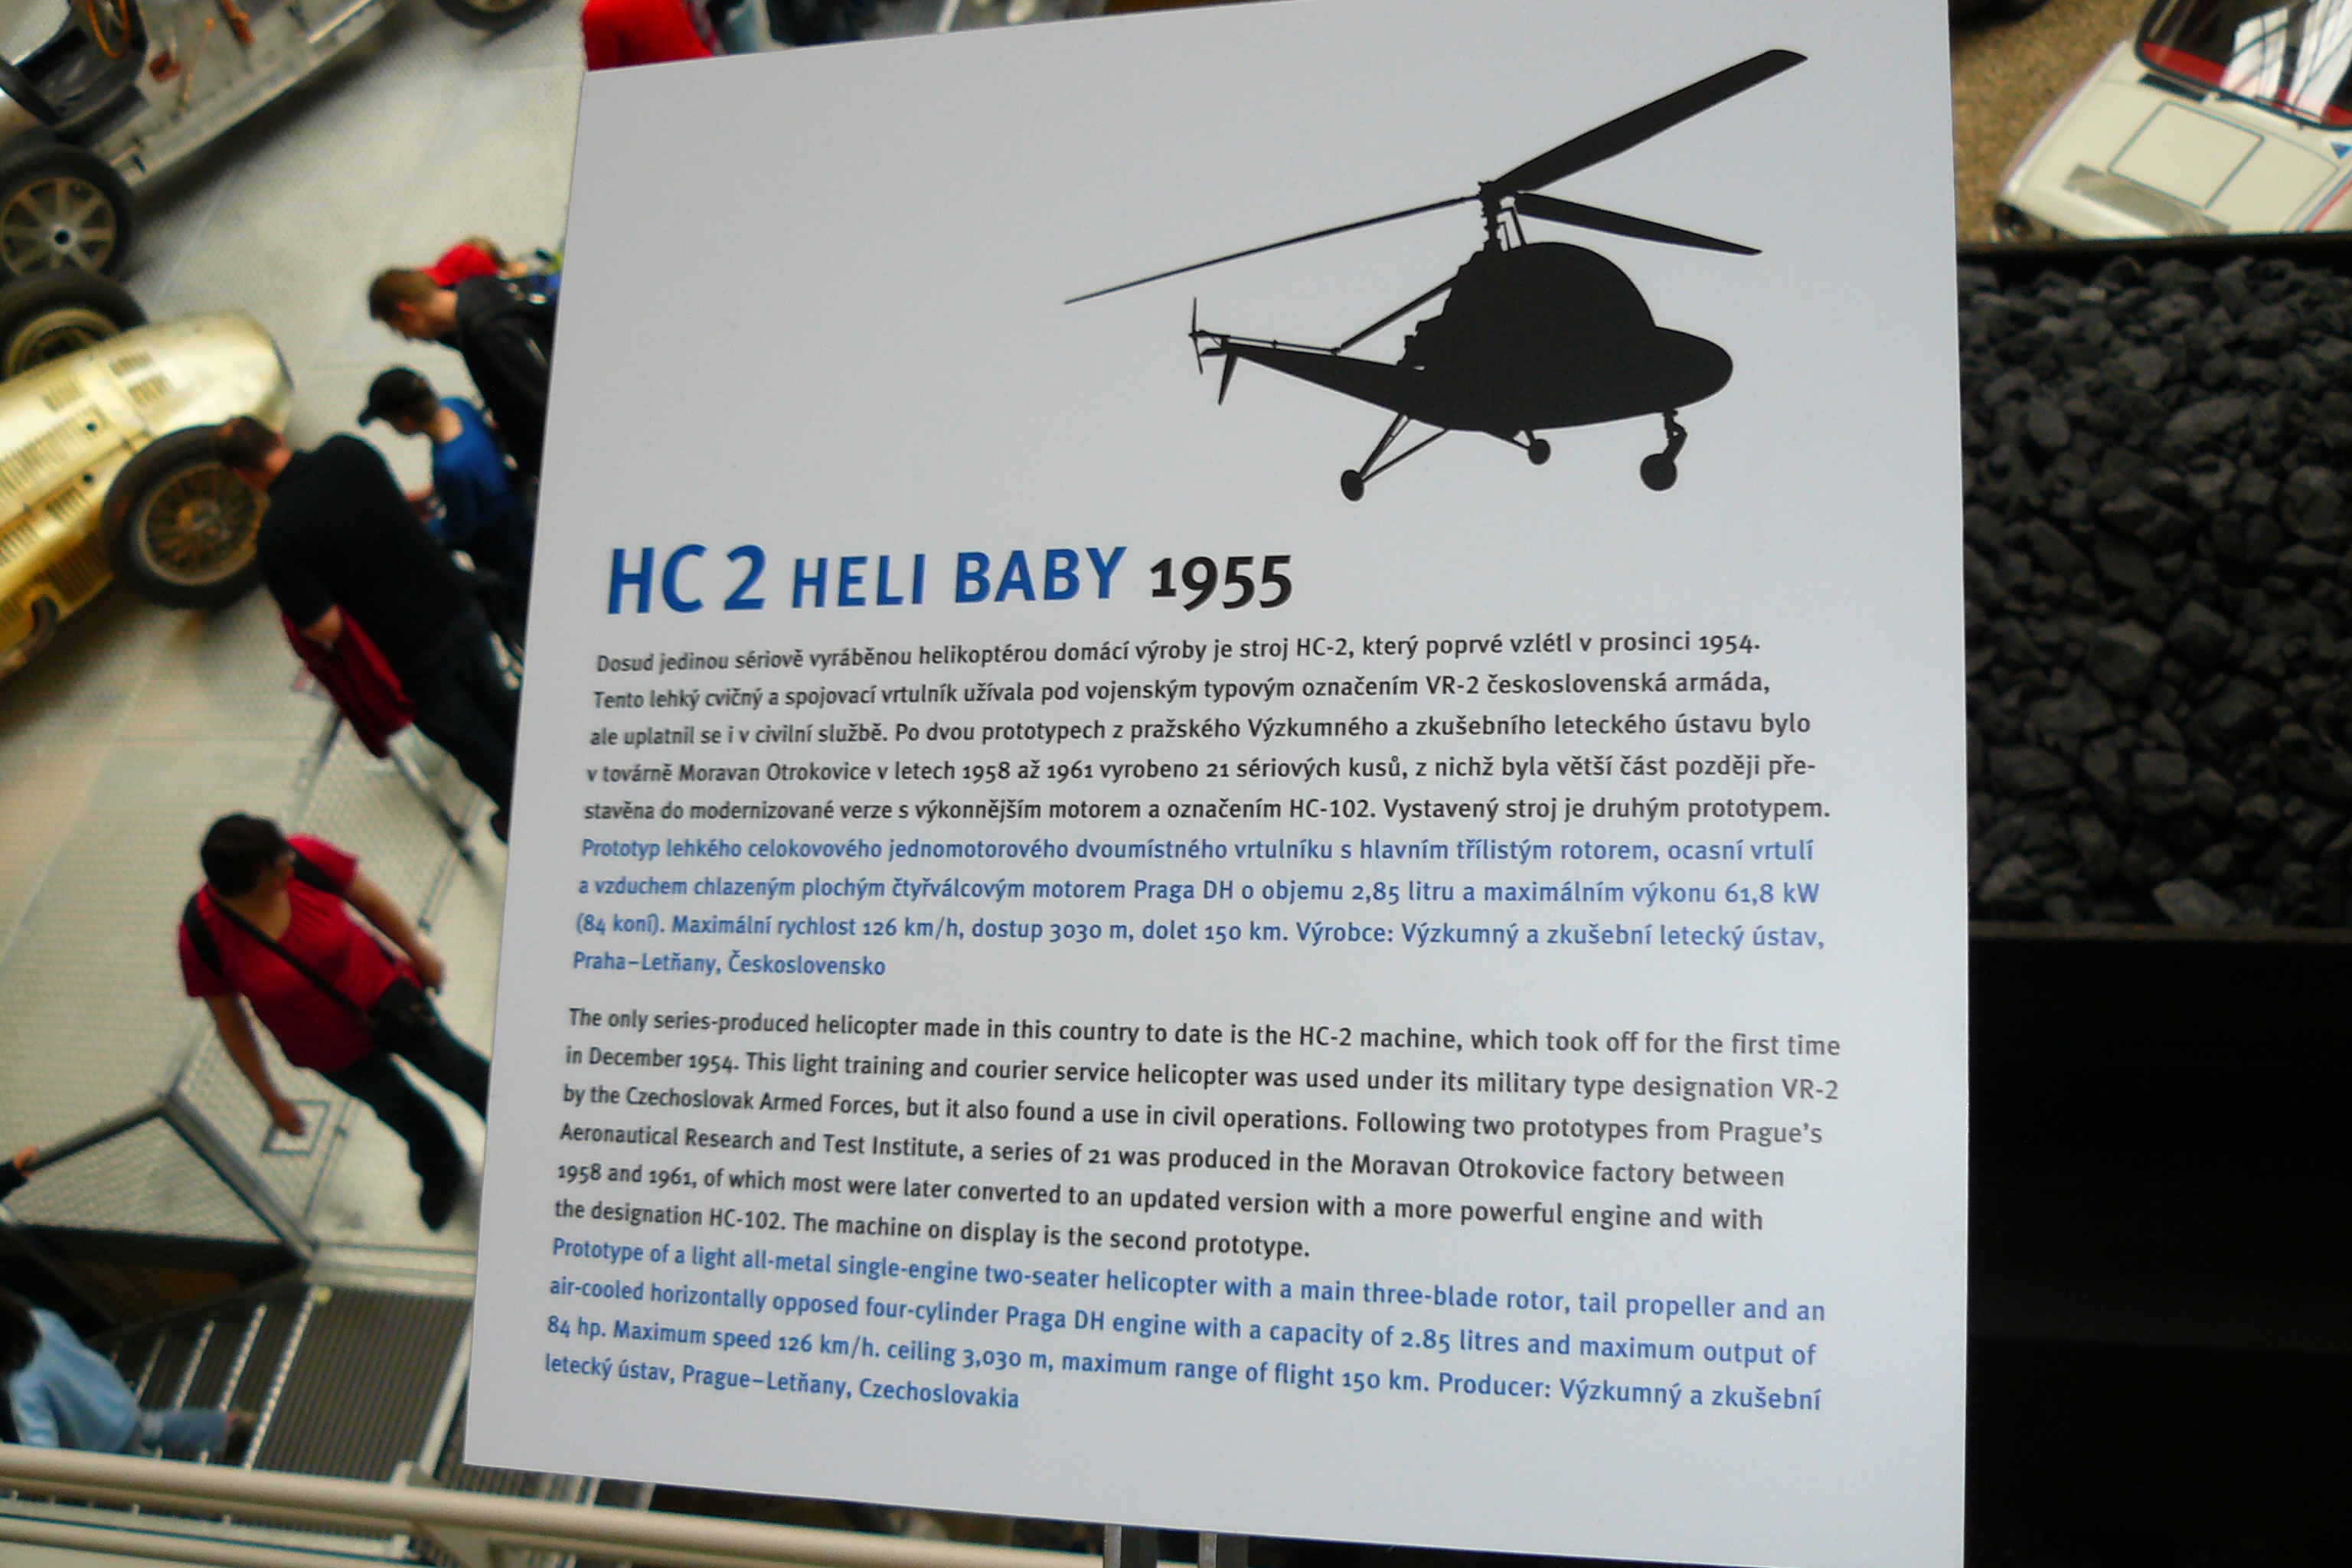 HC 2 HELI BABY 1955
Dosud jedinou sériově vyráběnou helikoptérou domácí výroby je stroj HC-2, který poprvé vzlétl v prosinci 1954.
Tento lehký cvičný a spojovací vrtulník užívala pod vojenským typovým označením VR-2 československá armáda,
ale uplatnil se i v civilní službě. Po dvou prototypech z pražského Výzkumného a zkušebního leteckého ústavu bylo
v továrně Moravan Otrokovice v letech 1958 až 1961 vyrobeno 21 sériových kusů, z nichž byla větší část později pře-
stavěna do modernizované verze s výkonnějším motorem a označením HC-102. Vystavený stroj je druhým prototypem.
Prototyp lehkého celokovového jednomotorového dvoumístného vrtulníku s hlavním třílistým rotorem, ocasní vrtulí
a vzduchem chlazeným plochým čtyřválcovým motorem Praga DH o objemu 2,85 litru a maximálním výkonu 61,8 kW
(84 koní). Maximální rychlost 126 km/h, dostup 3030 m, dolet 150 km. Výrobce: Výzkumný a zkušební letecký ústav,
Praha–Letňany, Československo
The only series-produced helicopter made in this country to date is the HC-2 machine, which took off for the first time
in December 1954. This light training and courier service helicopter was used under its military type designation VR-2
by the Czechoslovak Armed Forces, but it also found a use in civil operations. Following two prototypes from Prague's
Aeronautical Research and Test Institute, a series of 21 was produced in the Moravan Otrokovice factory between
1958 and 1961, of which most were later converted to an updated version with a more powerful engine and with
the designation HC-102. The machine on display is the second prototype.
Prototype of a light all-metal single-engine two-seater helicopter with a main three-blade rotor, tail propeller and an
air-cooled horizontally opposed four-cylinder Praga DH engine with a capacity of 2.85 litres and maximum output of
84 hp. Maximum speed 126 km/h. ceiling 3,030 m, maximum range of flight 150 km. Producer: Výzkumný a zkušební
letecký ústav, Prague–Letňany, Czechoslovakia